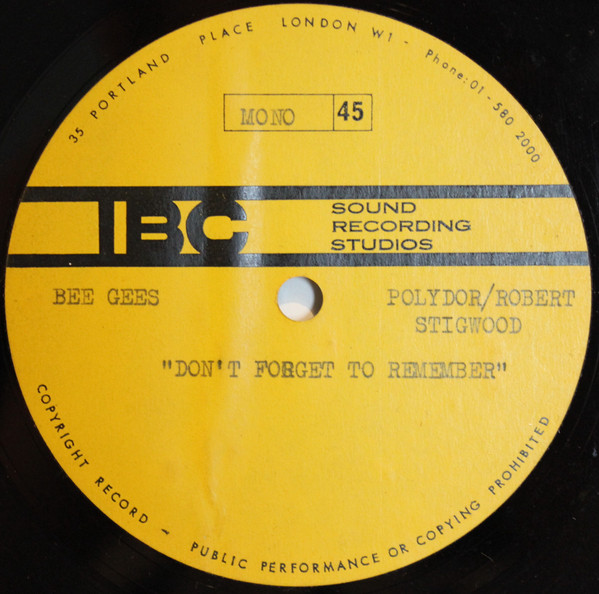 35 PORTLAND PLACE LONDON W1 - Phone: 01 - 580 2000
MONO 45
IBC SOUND
RECORDING
STUDIOS
BEE GEES POLYDOR/ROBERT
STIGWOOD
"DON'T FORGET TO REMEMBER"
COPYRIGHT RECORD - PUBLIC PERFORMANCE OR COPYING PROHIBITED